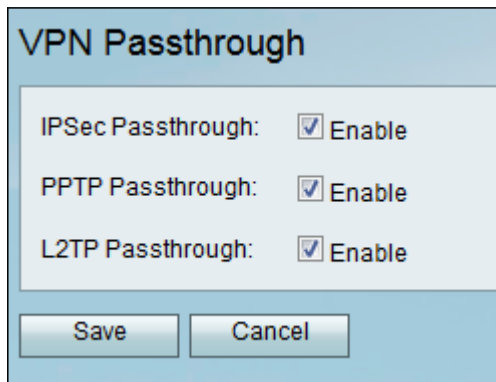 VPN Passthrough
IPSec Passthrough: Enable
PPTP Passthrough: Enable
L2TP Passthrough: Enable
Save Cancel